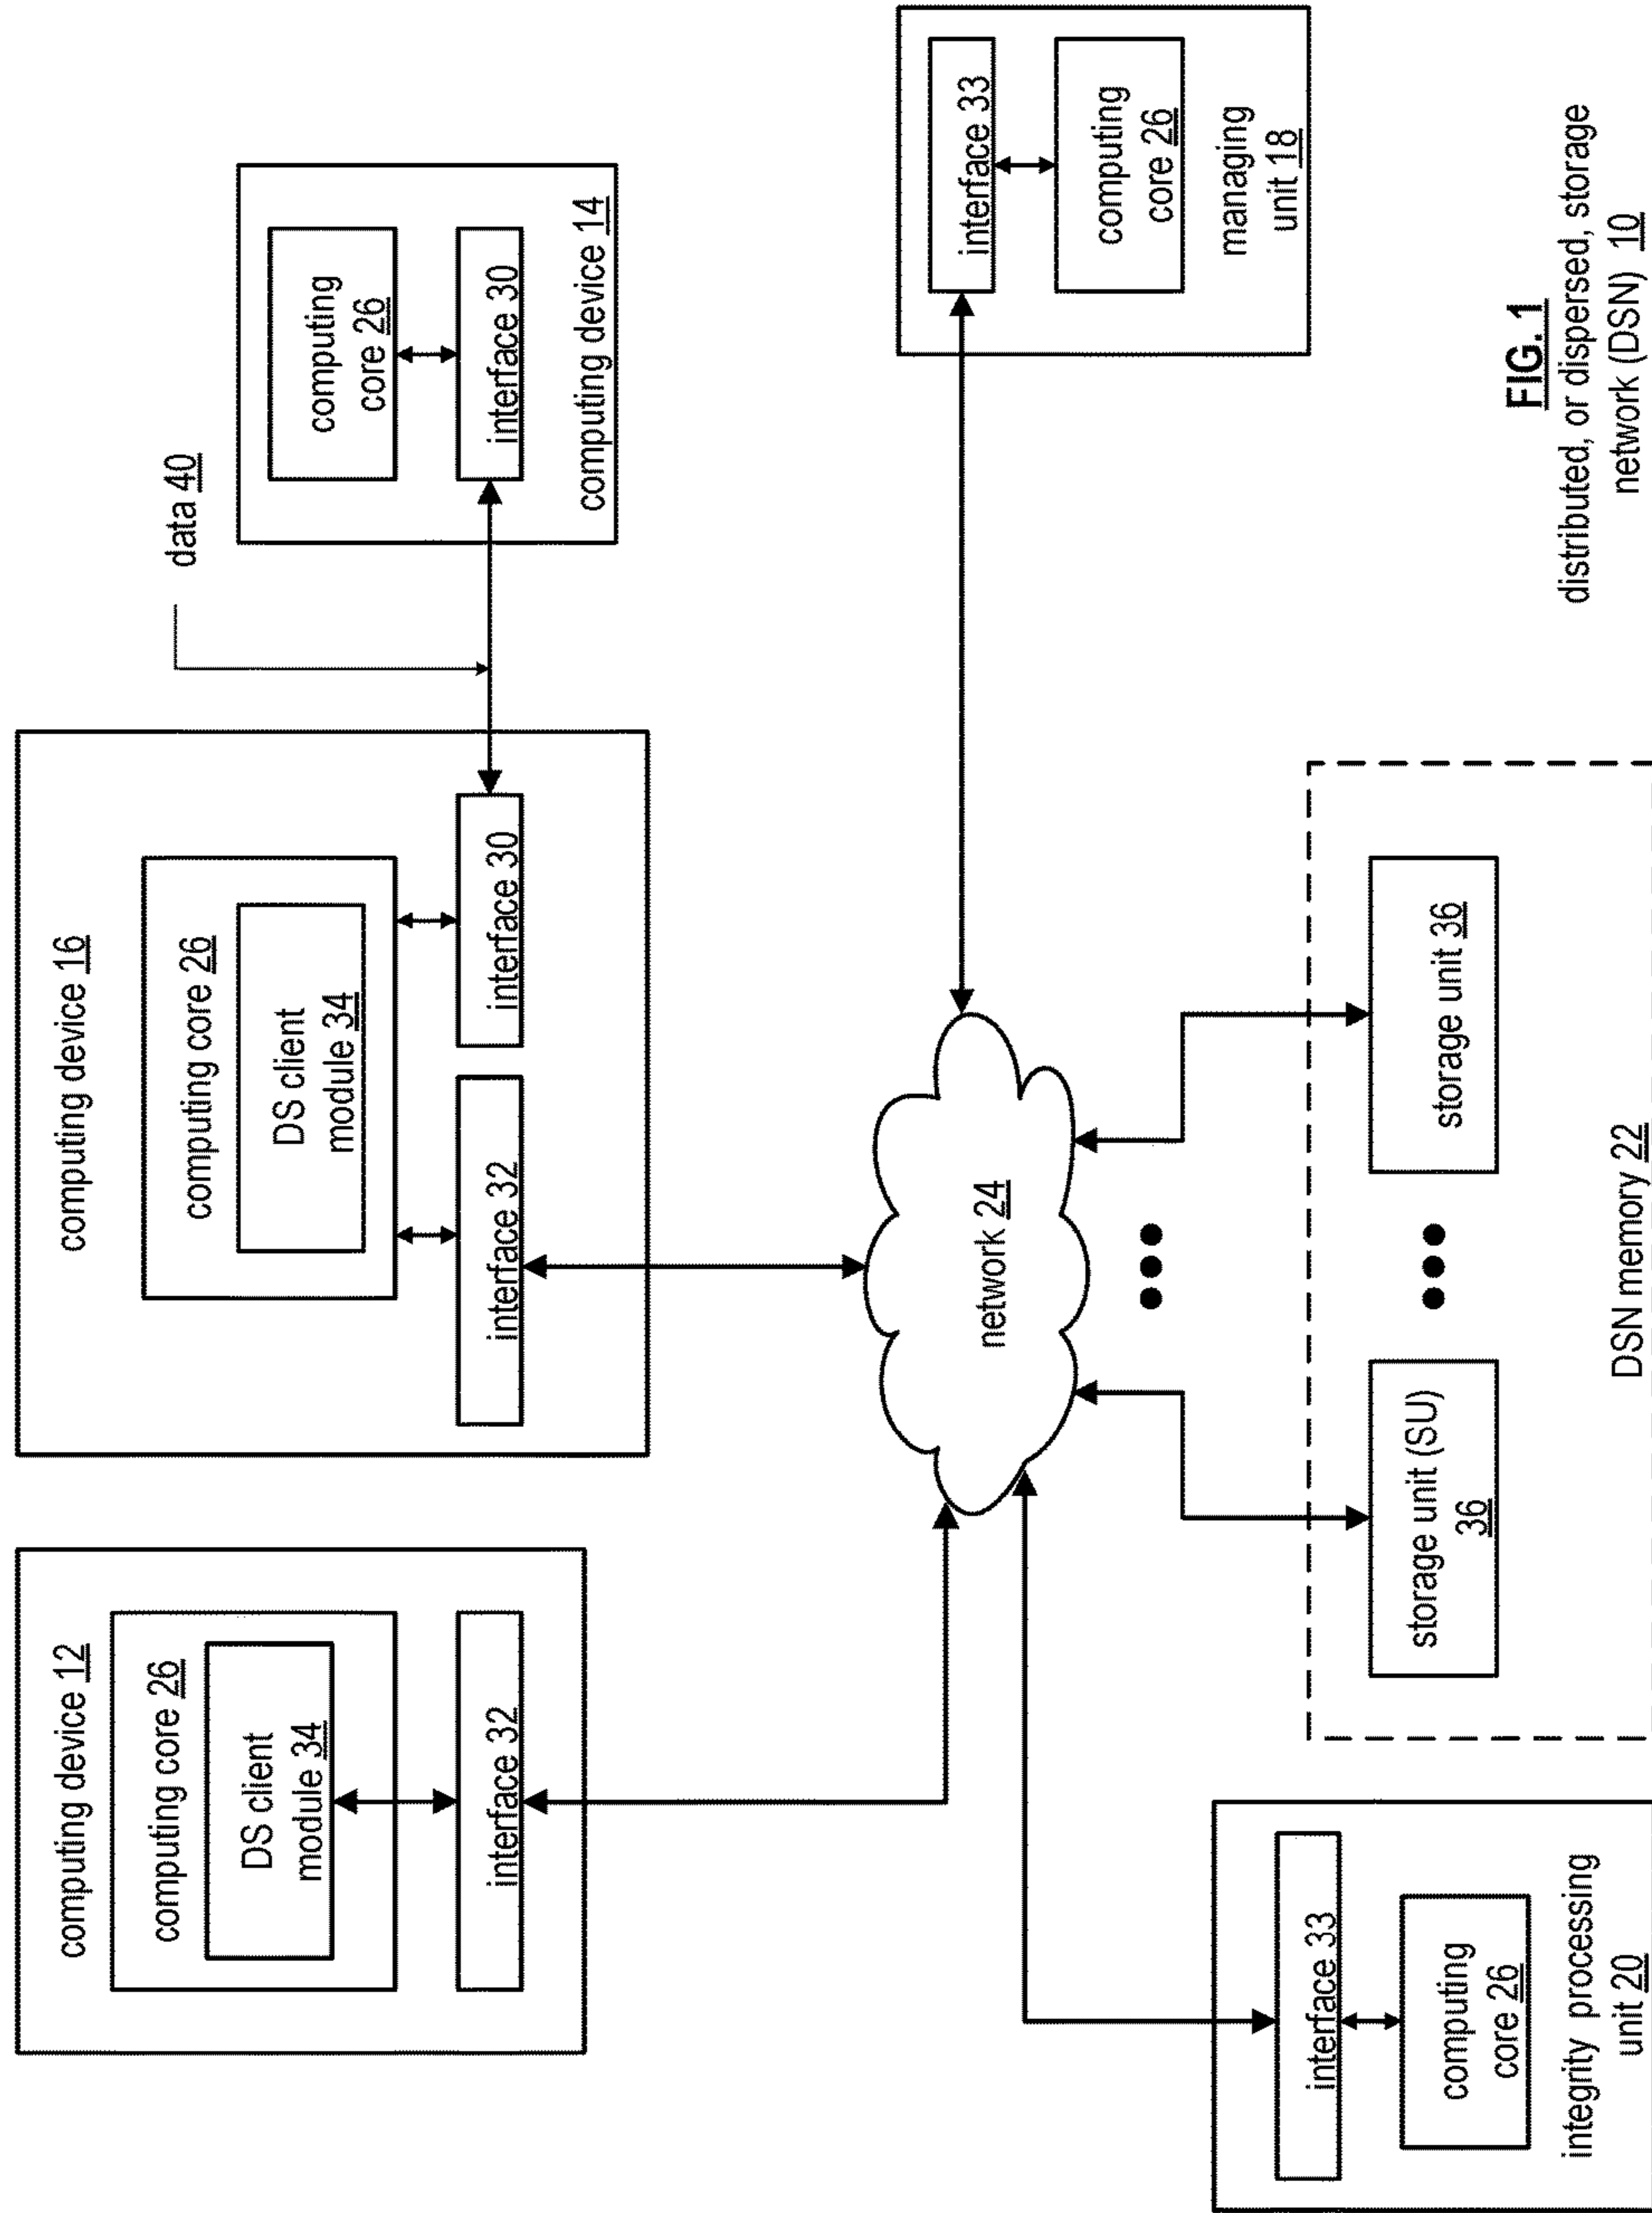 computing device 12
computing core 26
DS client
module 34
interface 32
computing device 16
computing core 26
DS client
module 34
interface 32
interface 30
data 40
computing
core 26
interface 30
computing device 14
network 24
interface 33
computing
core 26
managing
unit 18
interface 33
computing
core 26
integrity processing
unit 20
storage unit (SU)
36
storage unit 36
DSN memory 22
FIG. 1
distributed, or dispersed, storage
network (DSN) 10